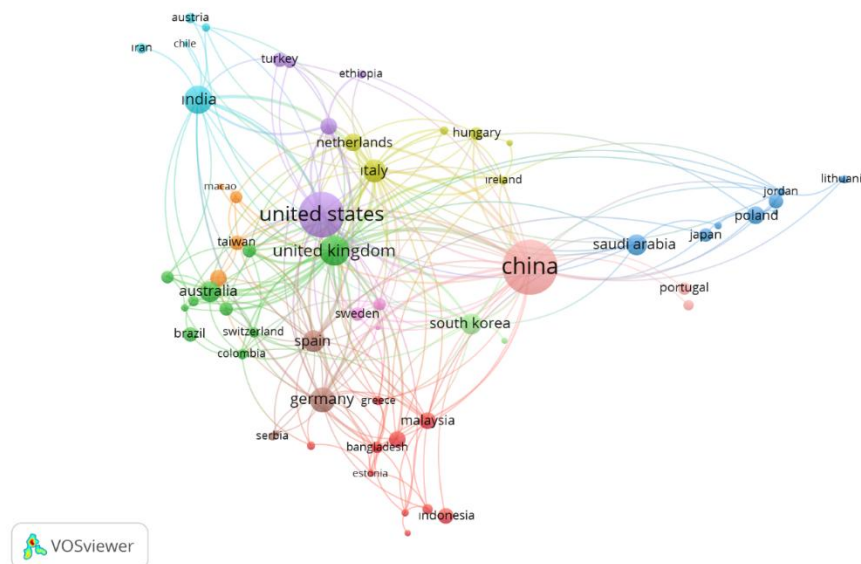 austria
iran
chile
turkey
ethiopia
india
netherlands
hungary
italy
ireland
macao
united states
taiwan
united kingdom
lithuani
jordan
poland
japan
saudi arabia
china
portugal
australia
sweden
south korea
brazil
switzerland
spain
colombia
germany
greece
malaysia
serbia
bangladesh
estonia
indonesia
VOSviewer